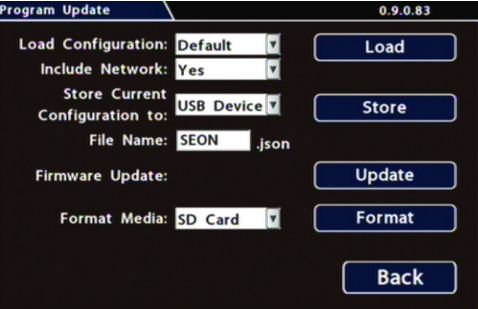 Program Update 0.9.0.83
Load Configuration: Default Load
Include Network: Yes
Store Current
Configuration to: USB Device Store
File Name: SEON .json
Firmware Update: Update
Format Media: SD Card Format
Back